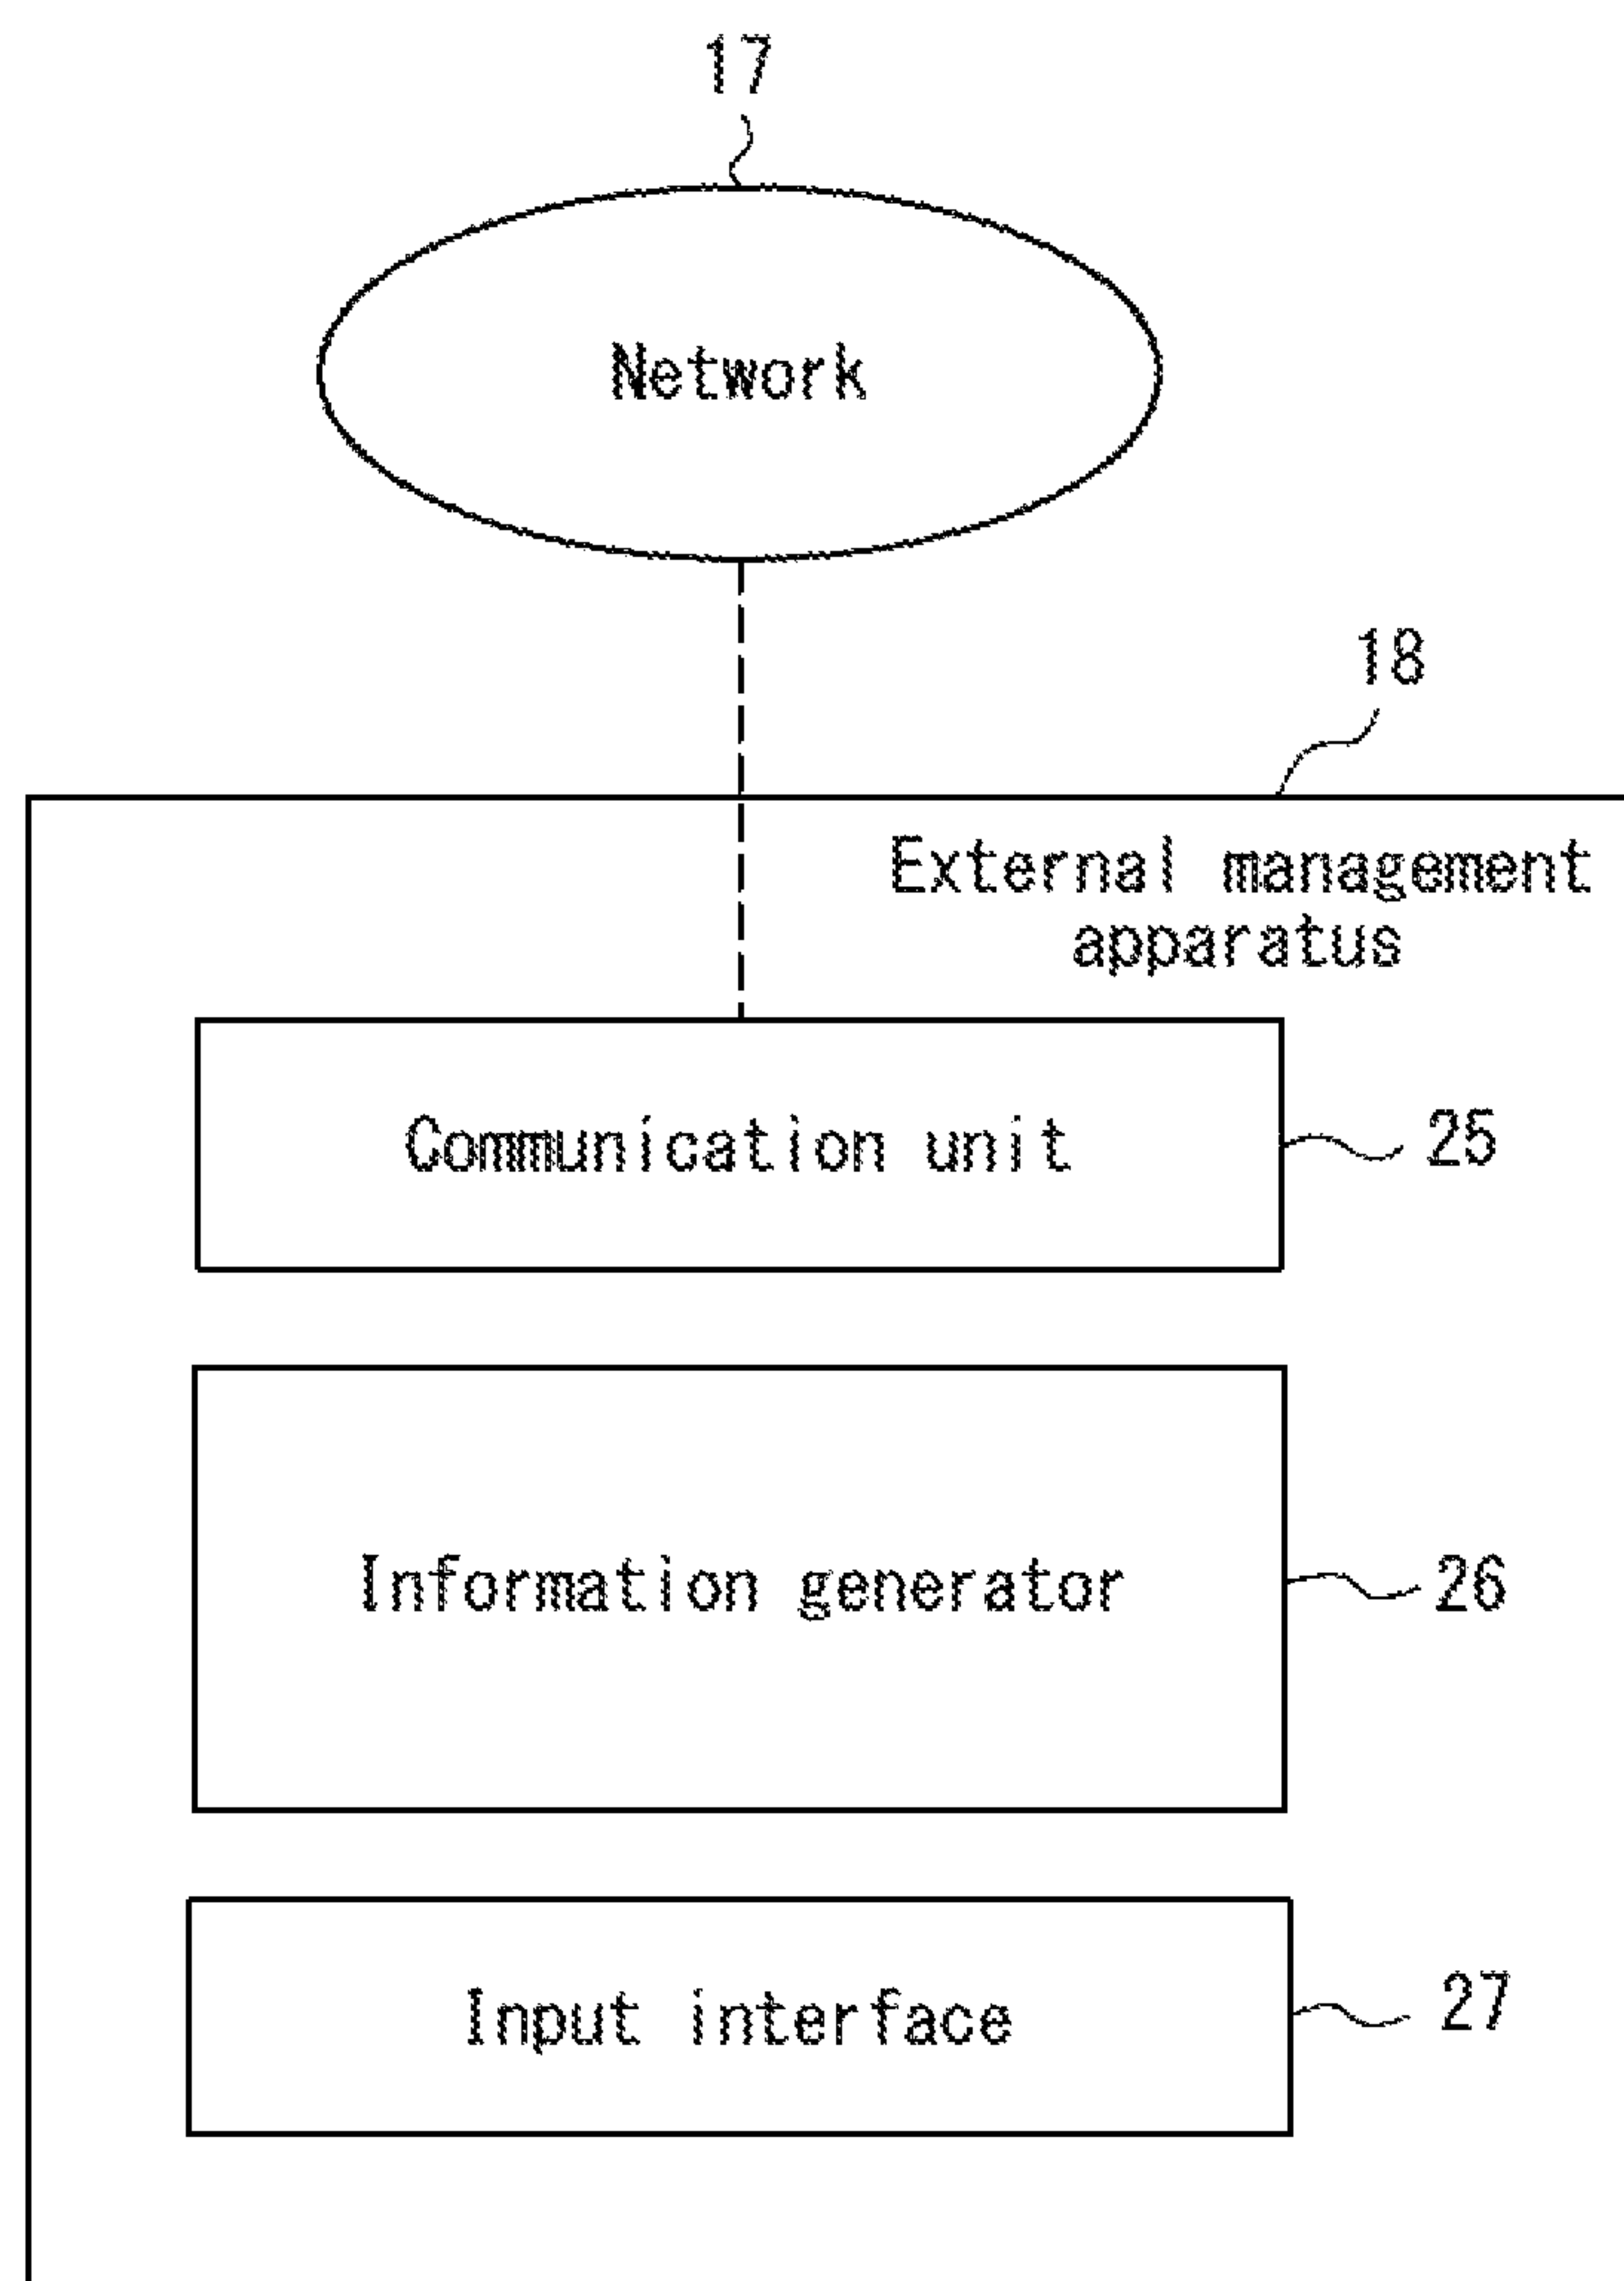 17
Network
18
External management
apparatus
Communication unit
25
Information generator
26
Input interface
27